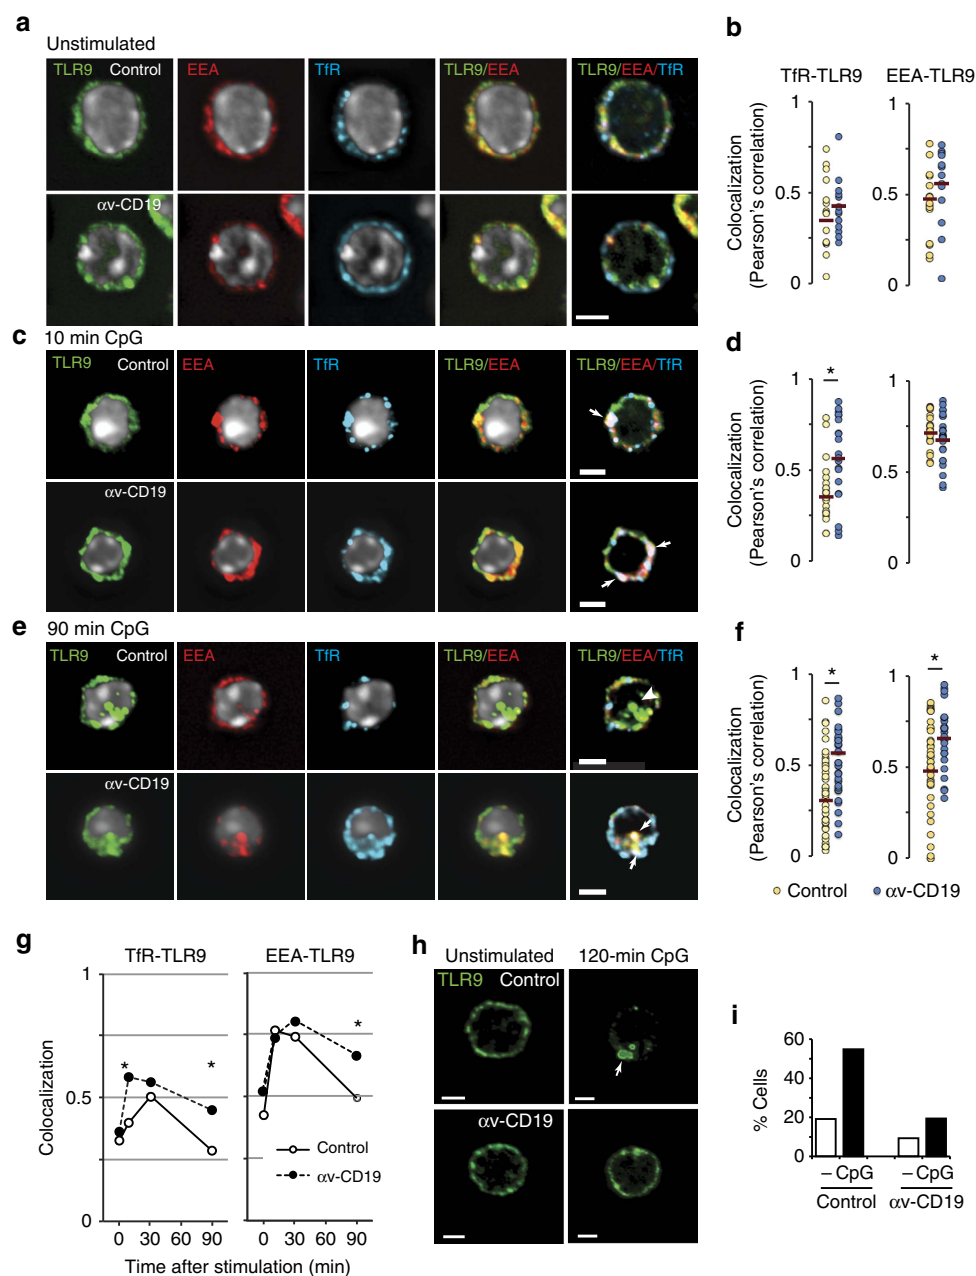 a
Unstimulated
TLR9 Control EEA TfR TLR9/EEA TLR9/EEA/TfR
αv-CD19
b
TfR-TLR9 EEA-TLR9
Colocalization
(Pearson's correlation)
1 1
0.5 0.5
0 0
c
10 min CpG
TLR9 Control EEA TfR TLR9/EEA TLR9/EEA/TfR
αv-CD19
d
Colocalization
(Pearson's correlation)
*
1 1
0.5 0.5
0 0
e
90 min CpG
TLR9 Control EEA TfR TLR9/EEA TLR9/EEA/TfR
αv-CD19
f
Colocalization
(Pearson's correlation)
* *
1 1
0.5 0.5
0 0
Control αv-CD19
g
TfR-TLR9 EEA-TLR9
Colocalization
1
0.5
0
* * *
Control
αv-CD19
0 30 60 90 0 30 60 90
Time after stimulation (min)
h
Unstimulated 120-min CpG
TLR9 Control
αv-CD19
i
% Cells
60
40
20
0
– CpG – CpG
Control αv-CD19